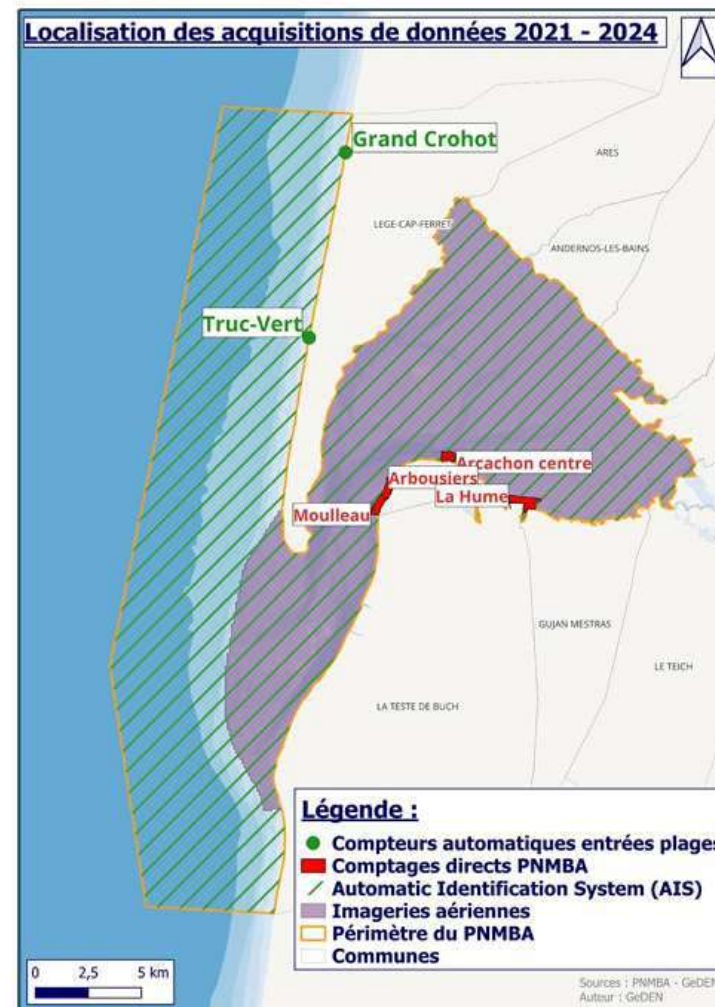 Localisation des acquisitions de données 2021 - 2024
Grand Crohot
ARES
LEGE-CAP-FERRET
ANDERNOS-LES-BAINS
Truc-Vert
Arcachon centre
Arbousiers
La Hume
Moulleau
GUJAN MESTRAS
LE TEICH
LA TESTE DE BUCH
Légende :
Compteurs automatiques entrées plages
Comptages directs PNMBA
Automatic Identification System (AIS)
Imageries aériennes
Périmètre du PNMBA
Communes
0 2,5 5 km
Sources : PNMBA - GeDEN
Auteur : GeDEN